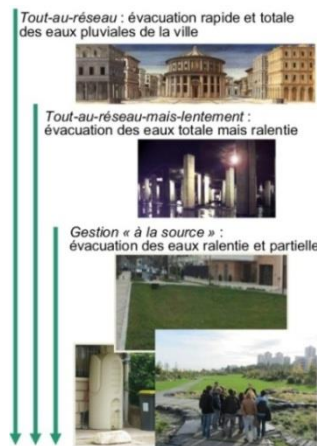 Tout-au-réseau : évacuation rapide et totale
des eaux pluviales de la ville
Tout-au-réseau-mais-lentement :
évacuation des eaux totale mais ralentie
Gestion « à la source » :
évacuation des eaux ralentie et partielle